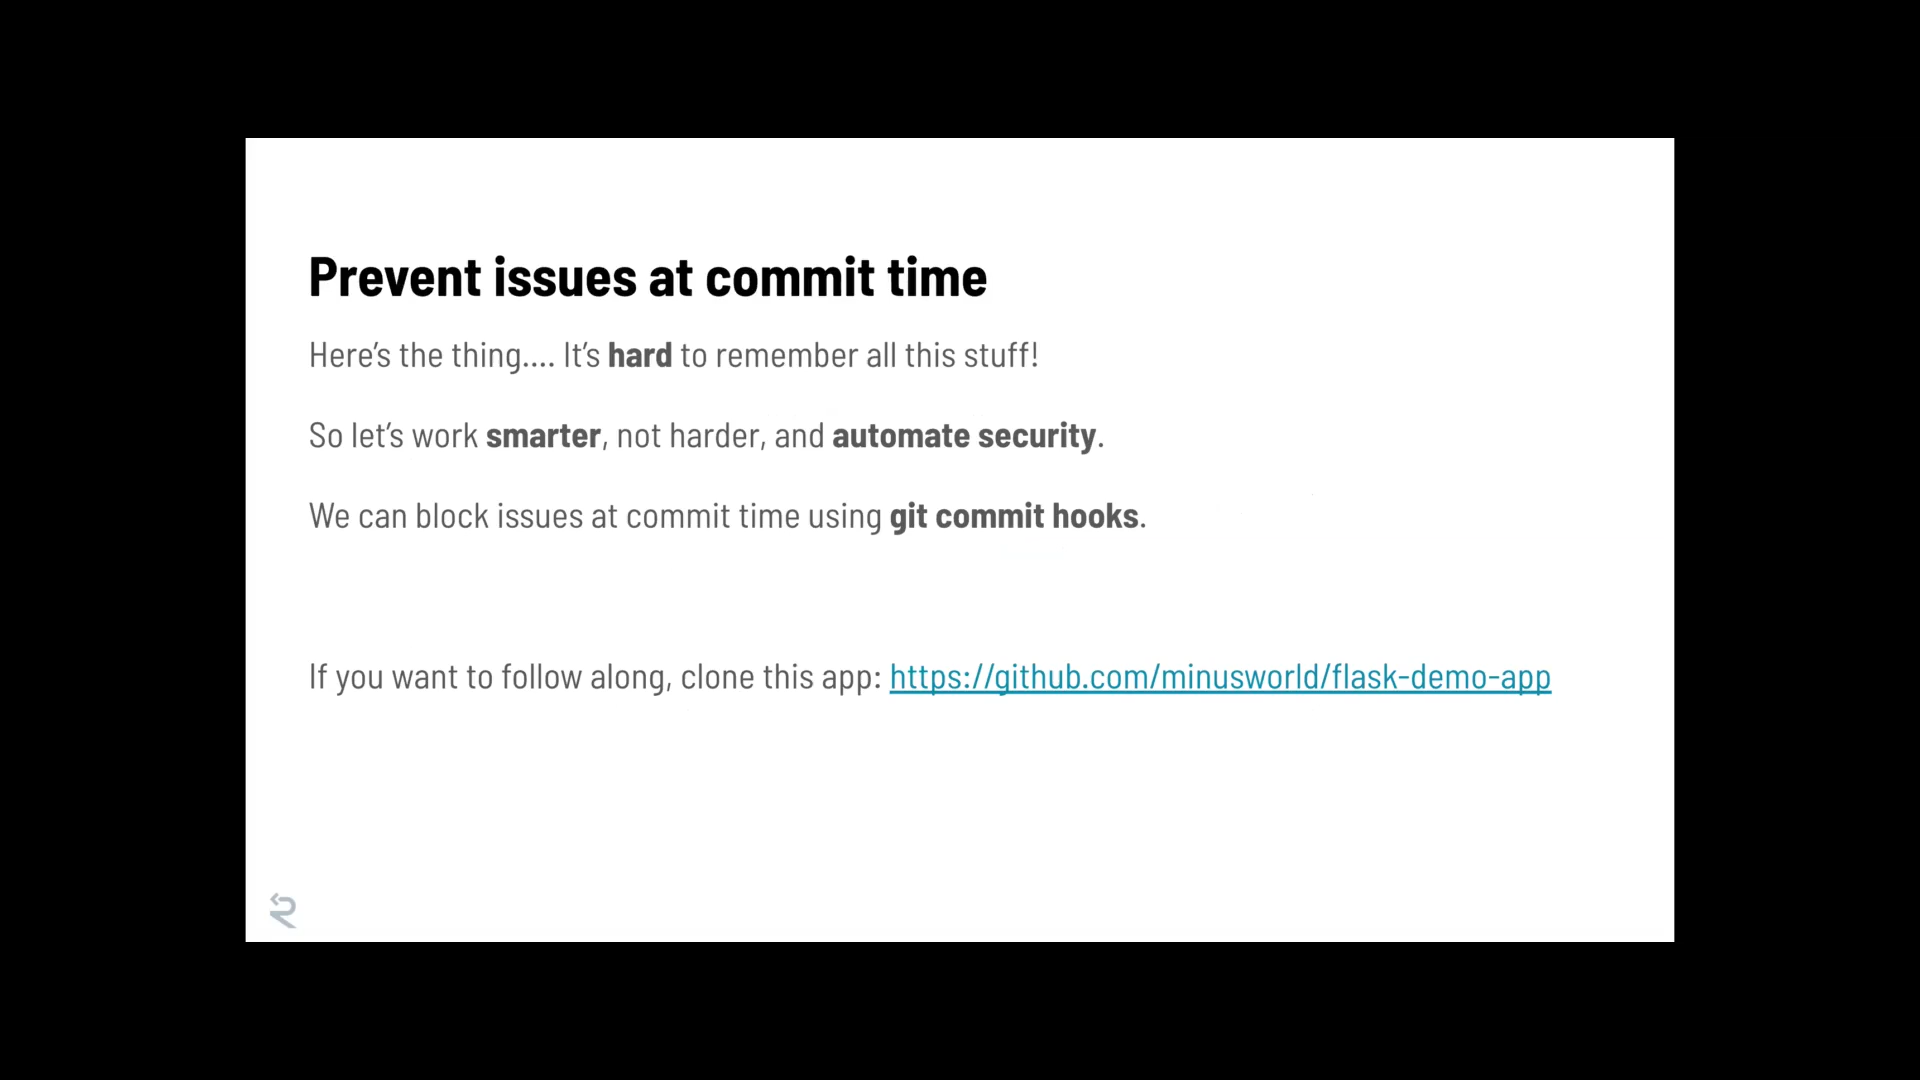 Prevent issues at commit time
Here’s the thing.... It’s hard to remember all this stuff!
So let’s work smarter, not harder, and automate security.
We can block issues at commit time using git commit hooks.
If you want to follow along, clone this app: https://github.com/minusworld/flask-demo-app